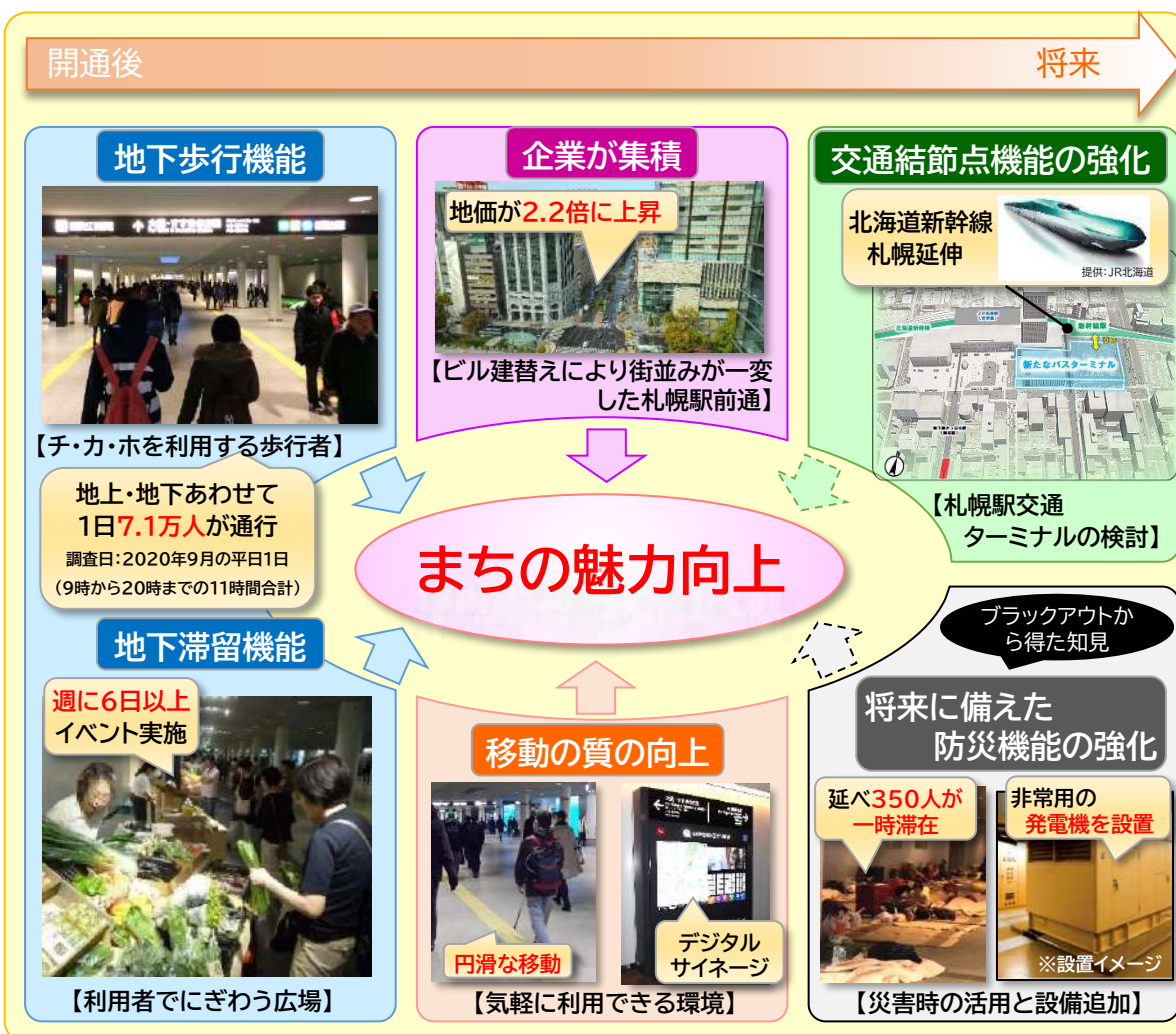 開通後
将来
地下歩行機能
【チ・カ・ホを利用する歩行者】
地上・地下あわせて
1日7.1万人が通行
調査日:2020年9月の平日1日
(9時から20時までの11時間合計)
地下滞留機能
週に6日以上
イベント実施
【利用者でにぎわう広場】
企業が集積
地価が2.2倍に上昇
【ビル建替えにより街並みが一変
した札幌駅前通】
まちの魅力向上
移動の質の向上
円滑な移動
デジタル
サイネージ
【気軽に利用できる環境】
交通結節点機能の強化
北海道新幹線
札幌延伸
提供:JR北海道
北海道新幹線
新幹線駅
新たなバスターミナル
【札幌駅交通
ターミナルの検討】
ブラックアウトか
ら得た知見
将来に備えた
防災機能の強化
延べ350人が
一時滞在
非常用の
発電機を設置
※設置イメージ
【災害時の活用と設備追加】